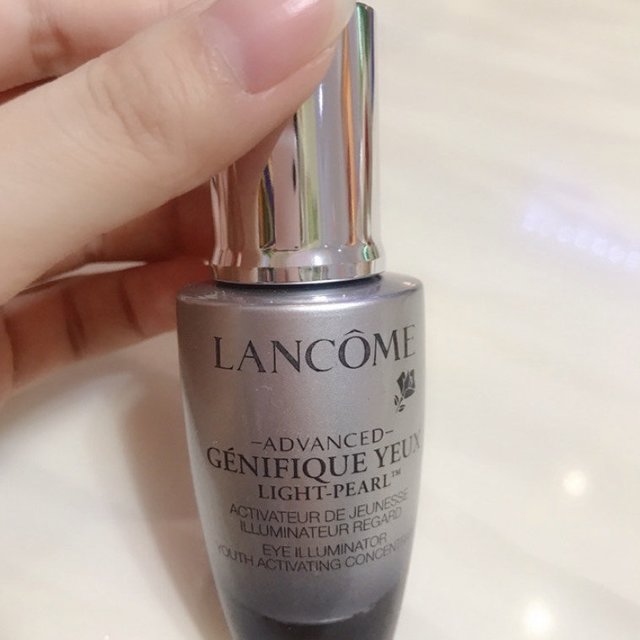 LANCÔME
-ADVANCED-
GÉNIFIQUE YEUX
LIGHT-PEARL™
ACTIVATEUR DE JEUNESSE
ILLUMINATEUR REGARD
EYE ILLUMINATOR
YOUTH ACTIVATING